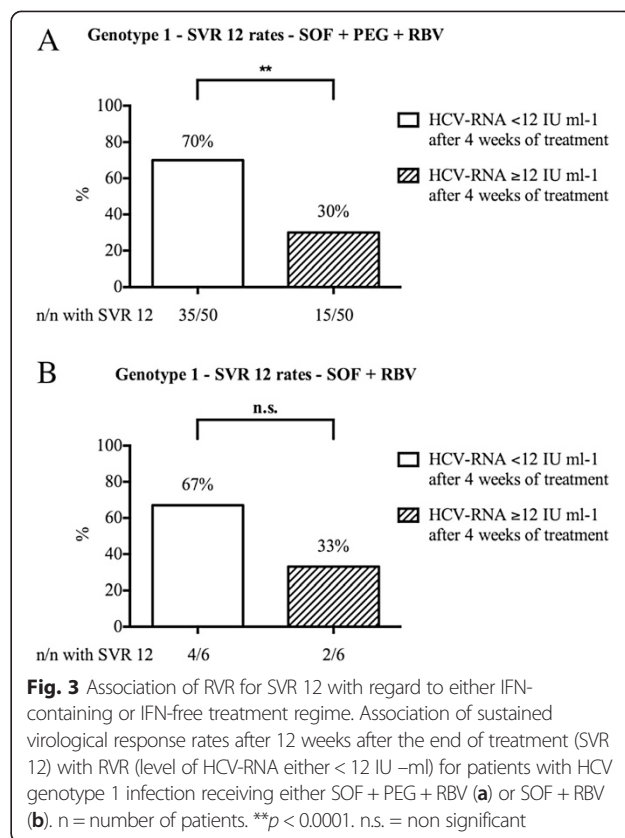 A
Genotype 1 - SVR 12 rates - SOF + PEG + RBV
**
100
80
60
40
20
0
%
70%
30%
HCV-RNA <12 IU ml-1
after 4 weeks of treatment
HCV-RNA ≥12 IU ml-1
after 4 weeks of treatment
n/n with SVR 12 35/50 15/50
B
Genotype 1 - SVR 12 rates - SOF + RBV
n.s.
100
80
60
40
20
0
%
67%
33%
HCV-RNA <12 IU ml-1
after 4 weeks of treatment
HCV-RNA ≥12 IU ml-1
after 4 weeks of treatment
n/n with SVR 12 4/6 2/6
Fig. 3 Association of RVR for SVR 12 with regard to either IFN-
containing or IFN-free treatment regime. Association of sustained
virological response rates after 12 weeks after the end of treatment (SVR
12) with RVR (level of HCV-RNA either < 12 IU –ml) for patients with HCV
genotype 1 infection receiving either SOF + PEG + RBV (a) or SOF + RBV
(b). n = number of patients. **p < 0.0001. n.s. = non significant